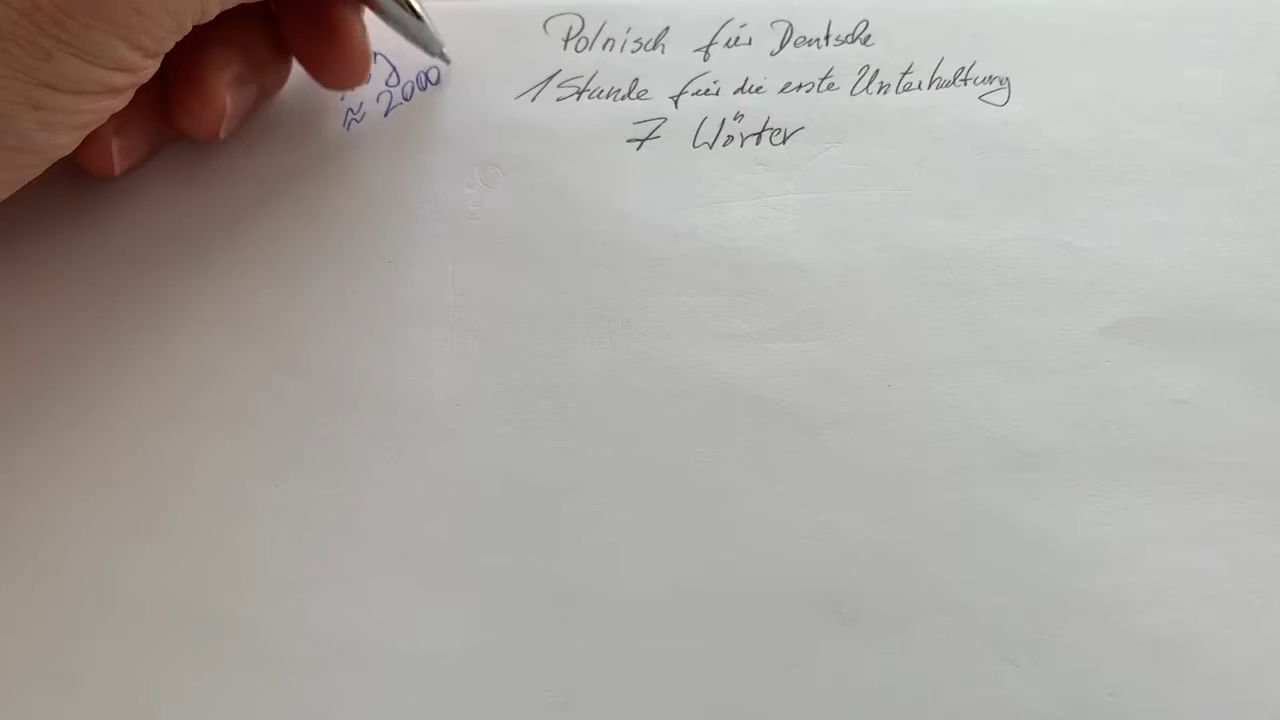 Polnisch für Deutsche
1 Stunde für die erste Unterhaltung
7 Wörter
≈ 2000